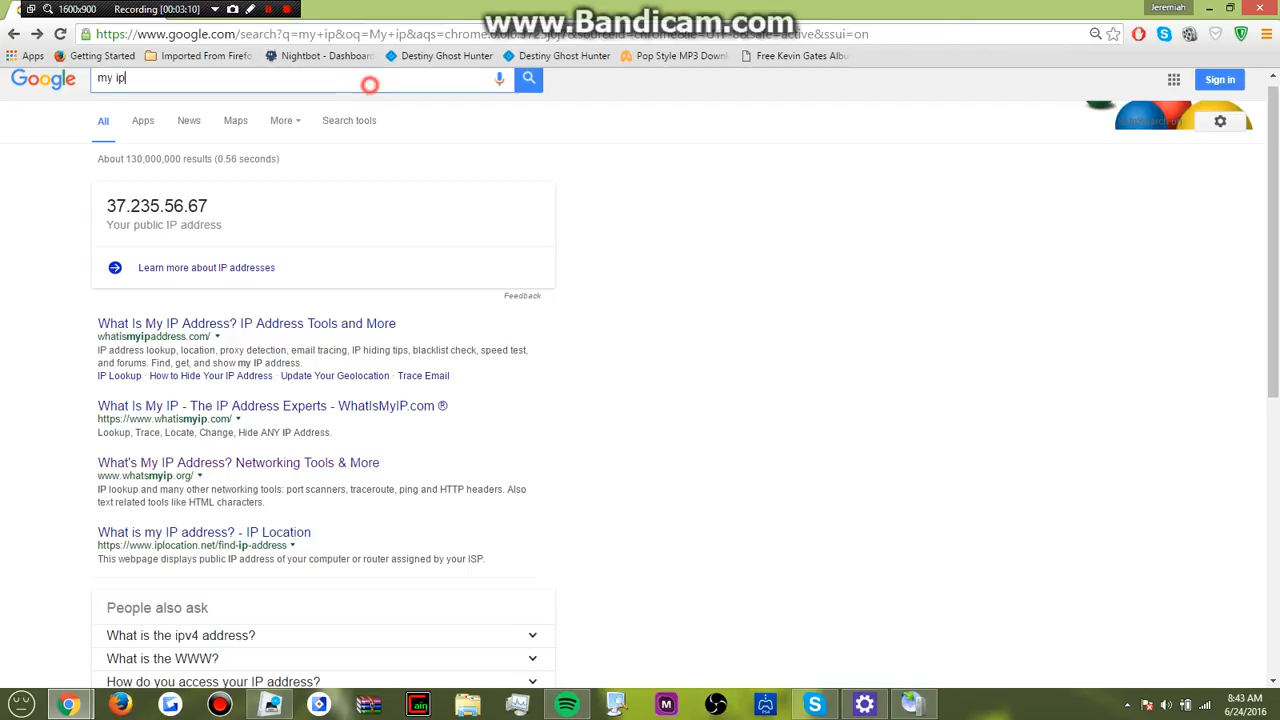 1600x900 Recording [00:03:10]
www.Bandicam.com
Jeremiah
https://www.google.com/search?q=my+ip&oq=My+ip&aqs=chrome
ssui=on
Apps Getting Started Imported From Firefo Nightbot - Dashboard Destiny Ghost Hunter Destiny Ghost Hunter Pop Style MP3 Downl Free Kevin Gates Albu
Google my ip Sign in
All Apps News Maps More Search tools
About 130,000,000 results (0.56 seconds)
37.235.56.67
Your public IP address
Learn more about IP addresses
Feedback
What Is My IP Address? IP Address Tools and More
whatismyipaddress.com/
IP address lookup, location, proxy detection, email tracing, IP hiding tips, blacklist check, speed test,
and forums. Find, get, and show my IP address.
IP Lookup · How to Hide Your IP Address · Update Your Geolocation · Trace Email
What Is My IP - The IP Address Experts - WhatIsMyIP.com ®
https://www.whatismyip.com/
Lookup, Trace, Locate, Change, Hide ANY IP Address.
What's My IP Address? Networking Tools & More
www.whatsmyip.org/
IP lookup and many other networking tools: port scanners, traceroute, ping and HTTP headers. Also
text related tools like HTML characters.
What is my IP address? - IP Location
https://www.iplocation.net/find-ip-address
This webpage displays public IP address of your computer or router assigned by your ISP.
People also ask
What is the ipv4 address?
What is the WWW?
How do you access your IP address?
8:43 AM
6/24/2016